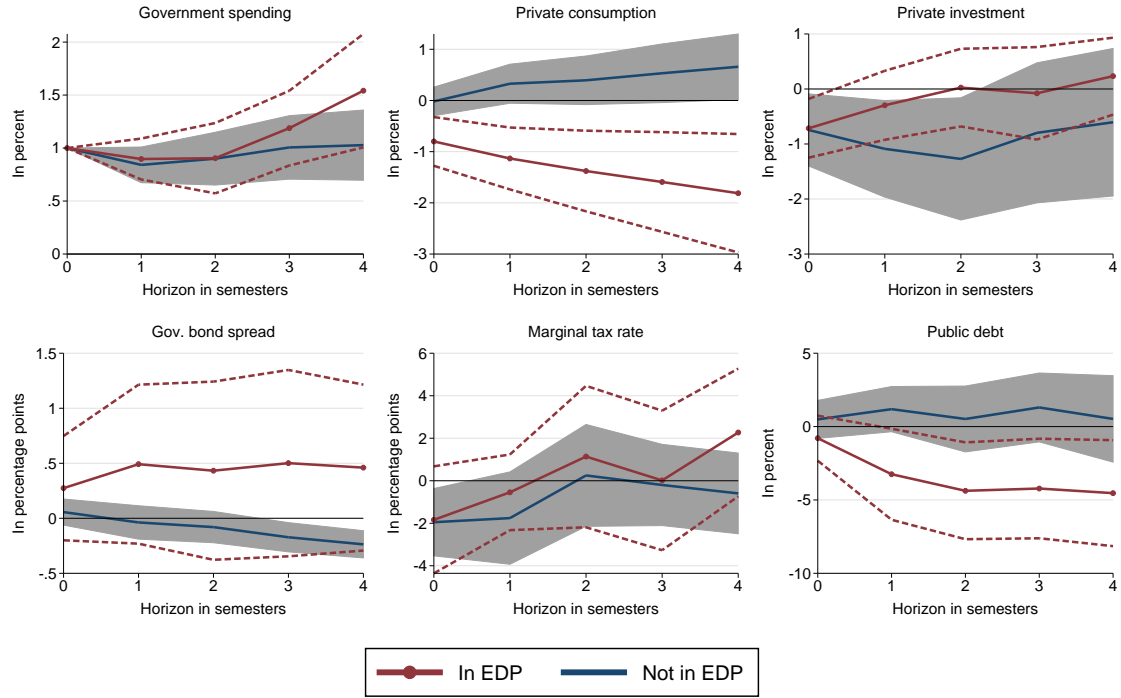 Government spending
In percent
2
1.5
1
.5
0
0 1 2 3 4
Horizon in semesters
Private consumption
In percent
1
0
-1
-2
-3
0 1 2 3 4
Horizon in semesters
Private investment
In percent
1
0
-1
-2
-3
0 1 2 3 4
Horizon in semesters
Gov. bond spread
In percentage points
1.5
1
.5
0
-.5
0 1 2 3 4
Horizon in semesters
Marginal tax rate
In percentage points
6
4
2
0
-2
-4
0 1 2 3 4
Horizon in semesters
Public debt
In percent
5
0
-5
-10
0 1 2 3 4
Horizon in semesters
In EDP Not in EDP